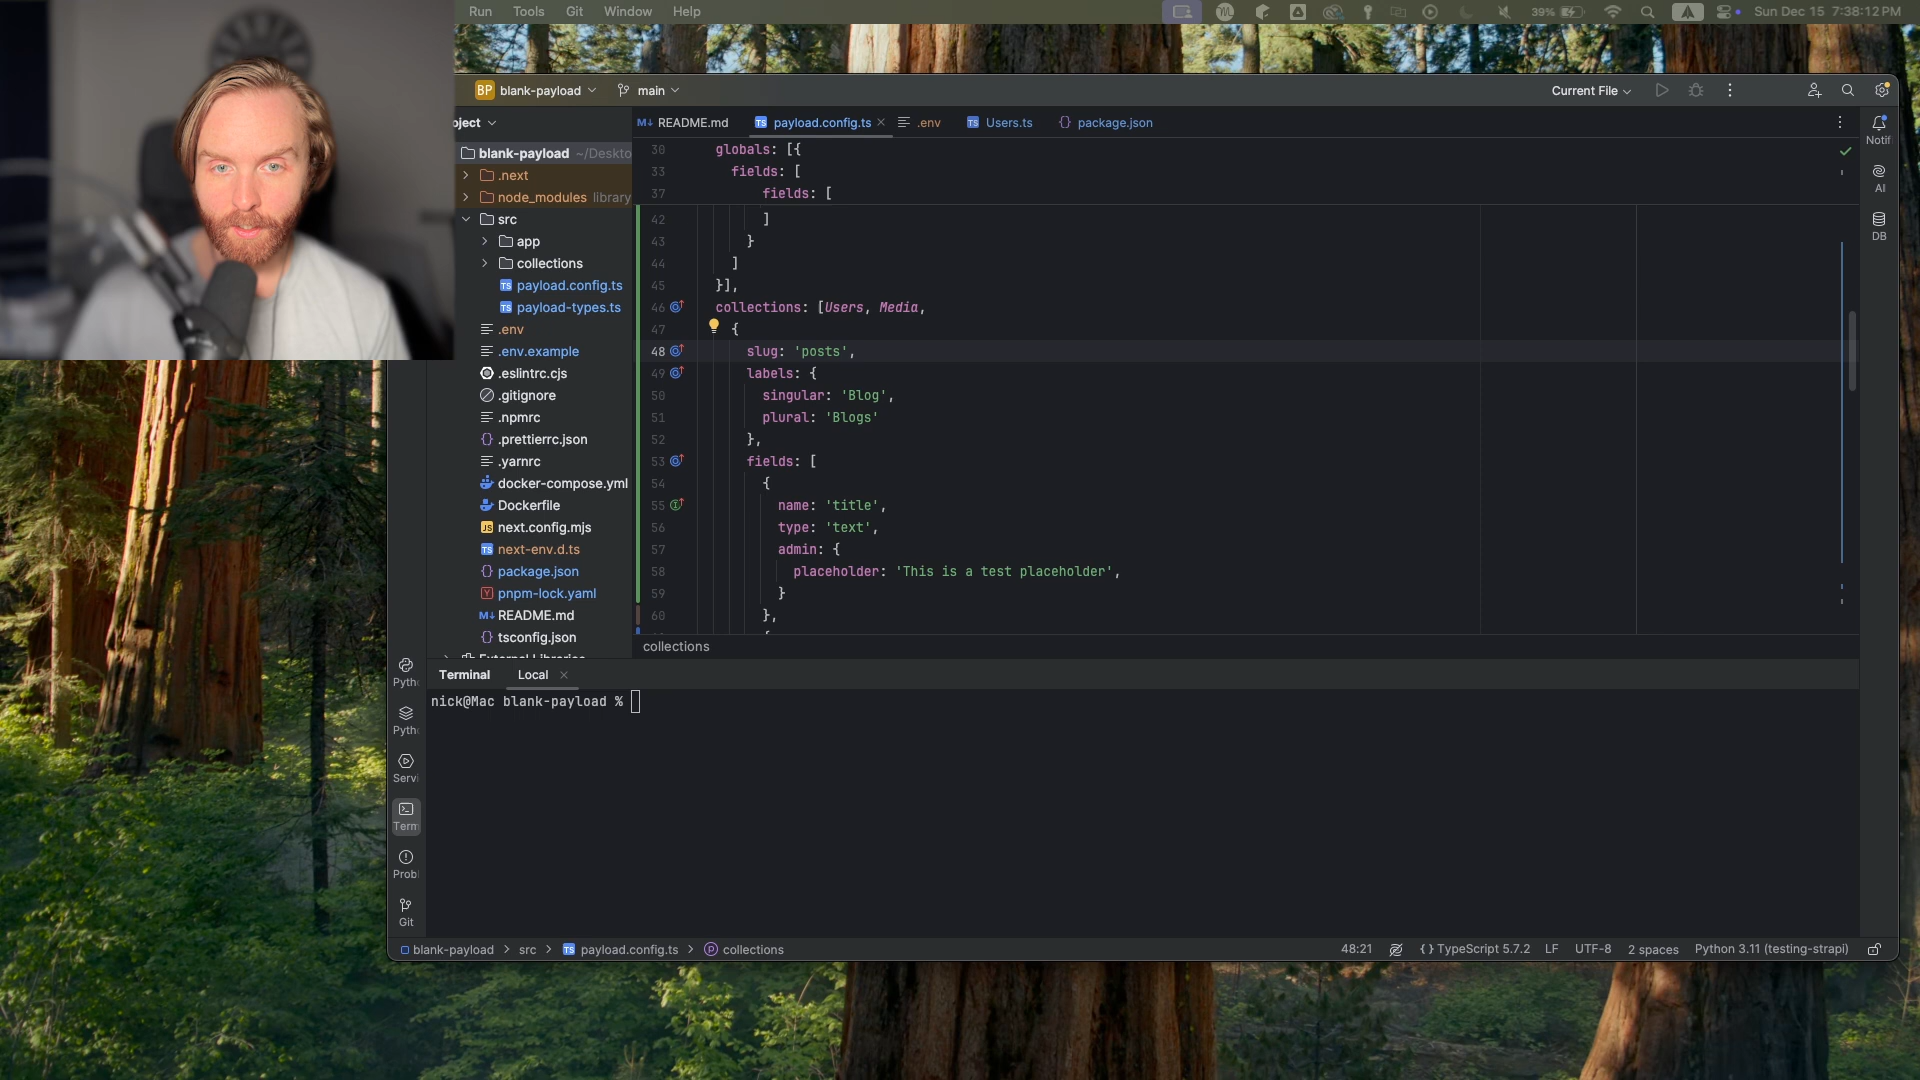 Run Tools Git Window Help
39% Sun Dec 15 7:38:12 PM
BP blank-payload main Current File
oject
README.md payload.config.ts .env Users.ts package.json
blank-payload ~/Deskto
.next
node_modules library
src
app
collections
payload.config.ts
payload-types.ts
.env
.env.example
.eslintrc.cjs
.gitignore
.npmrc
.prettierrc.json
.yarnrc
docker-compose.yml
Dockerfile
next.config.mjs
next-env.d.ts
package.json
pnpm-lock.yaml
README.md
tsconfig.json
30 globals: [{
33 fields: [
37 fields: [
42 ]
43 }
44 ]
45 }],
46 collections: [Users, Media,
47 {
48 slug: 'posts',
49 labels: {
50 singular: 'Blog',
51 plural: 'Blogs'
52 },
53 fields: [
54 {
55 name: 'title',
56 type: 'text',
57 admin: {
58 placeholder: 'This is a test placeholder',
59 }
60 },
collections
Notif
AI
DB
Terminal Local
nick@Mac blank-payload %
Pyth
Pyth
Servi
Term
Probl
Git
blank-payload > src > payload.config.ts > collections
48:21 {} TypeScript 5.7.2 LF UTF-8 2 spaces Python 3.11 (testing-strapi)